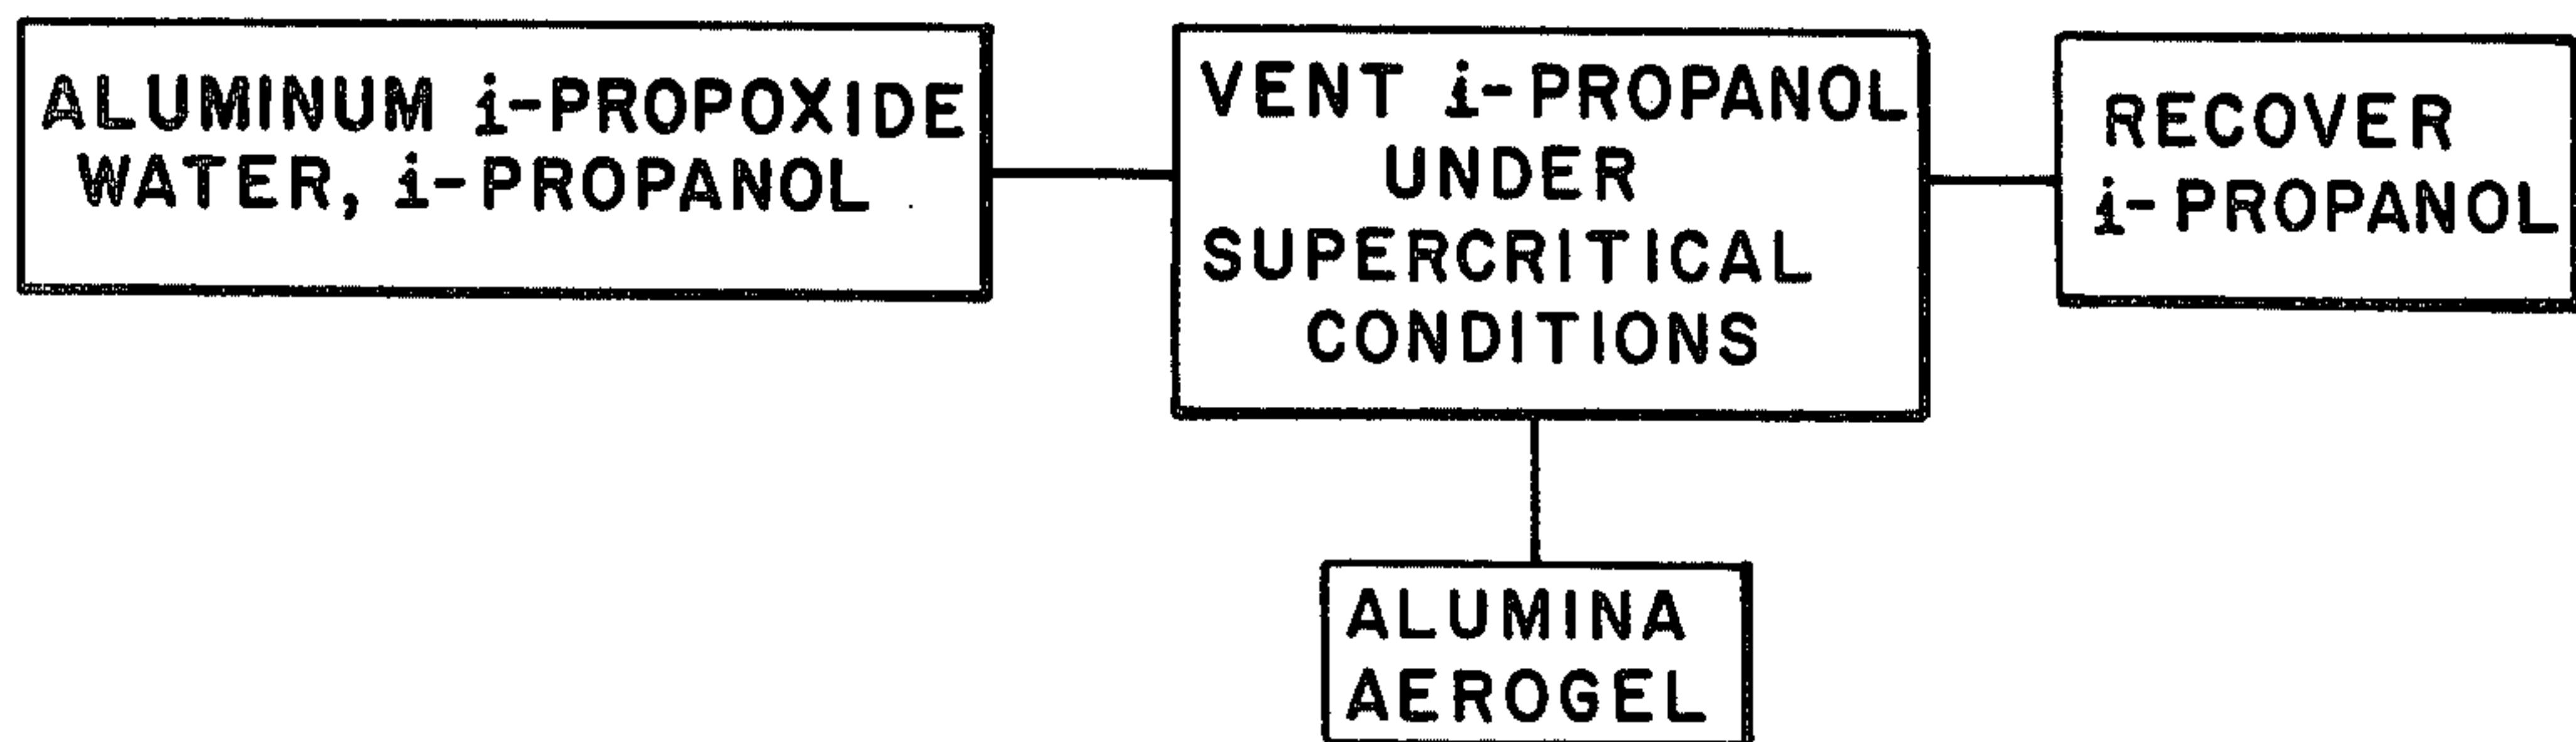 ALUMINUM i-PROPOXIDE
WATER, i-PROPANOL
VENT i-PROPANOL
UNDER
SUPERCRITICAL
CONDITIONS
RECOVER
i-PROPANOL
ALUMINA
AEROGEL